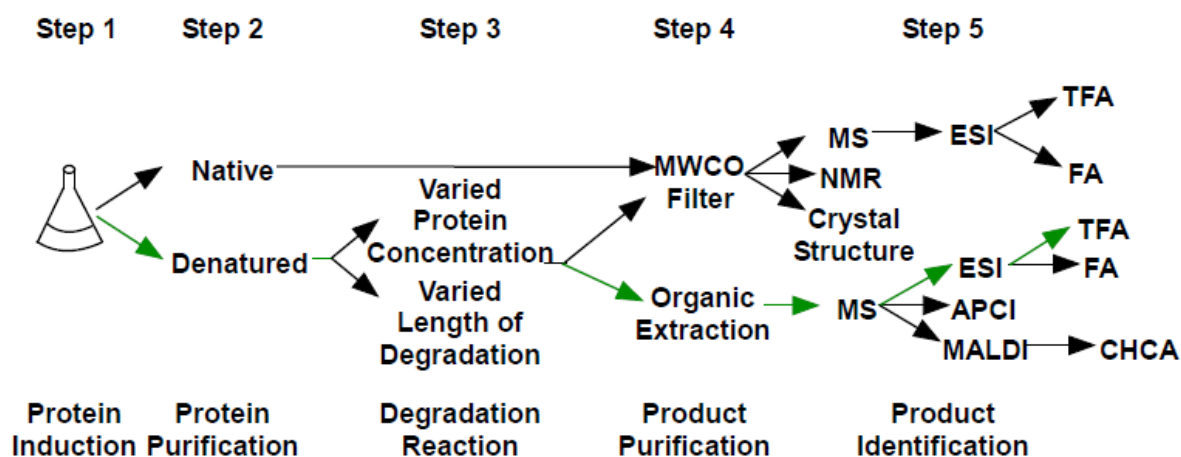 Step 1 Step 2 Step 3 Step 4 Step 5
TFA
MS ESI
Native MWCO NMR FA
Varied Filter
Protein Crystal
Concentration Structure TFA
Denatured ESI FA
Varied Organic MS APCI
Length of Extraction
Degradation MALDI CHCA
Protein Protein Degradation Product Product
Induction Purification Reaction Purification Identification